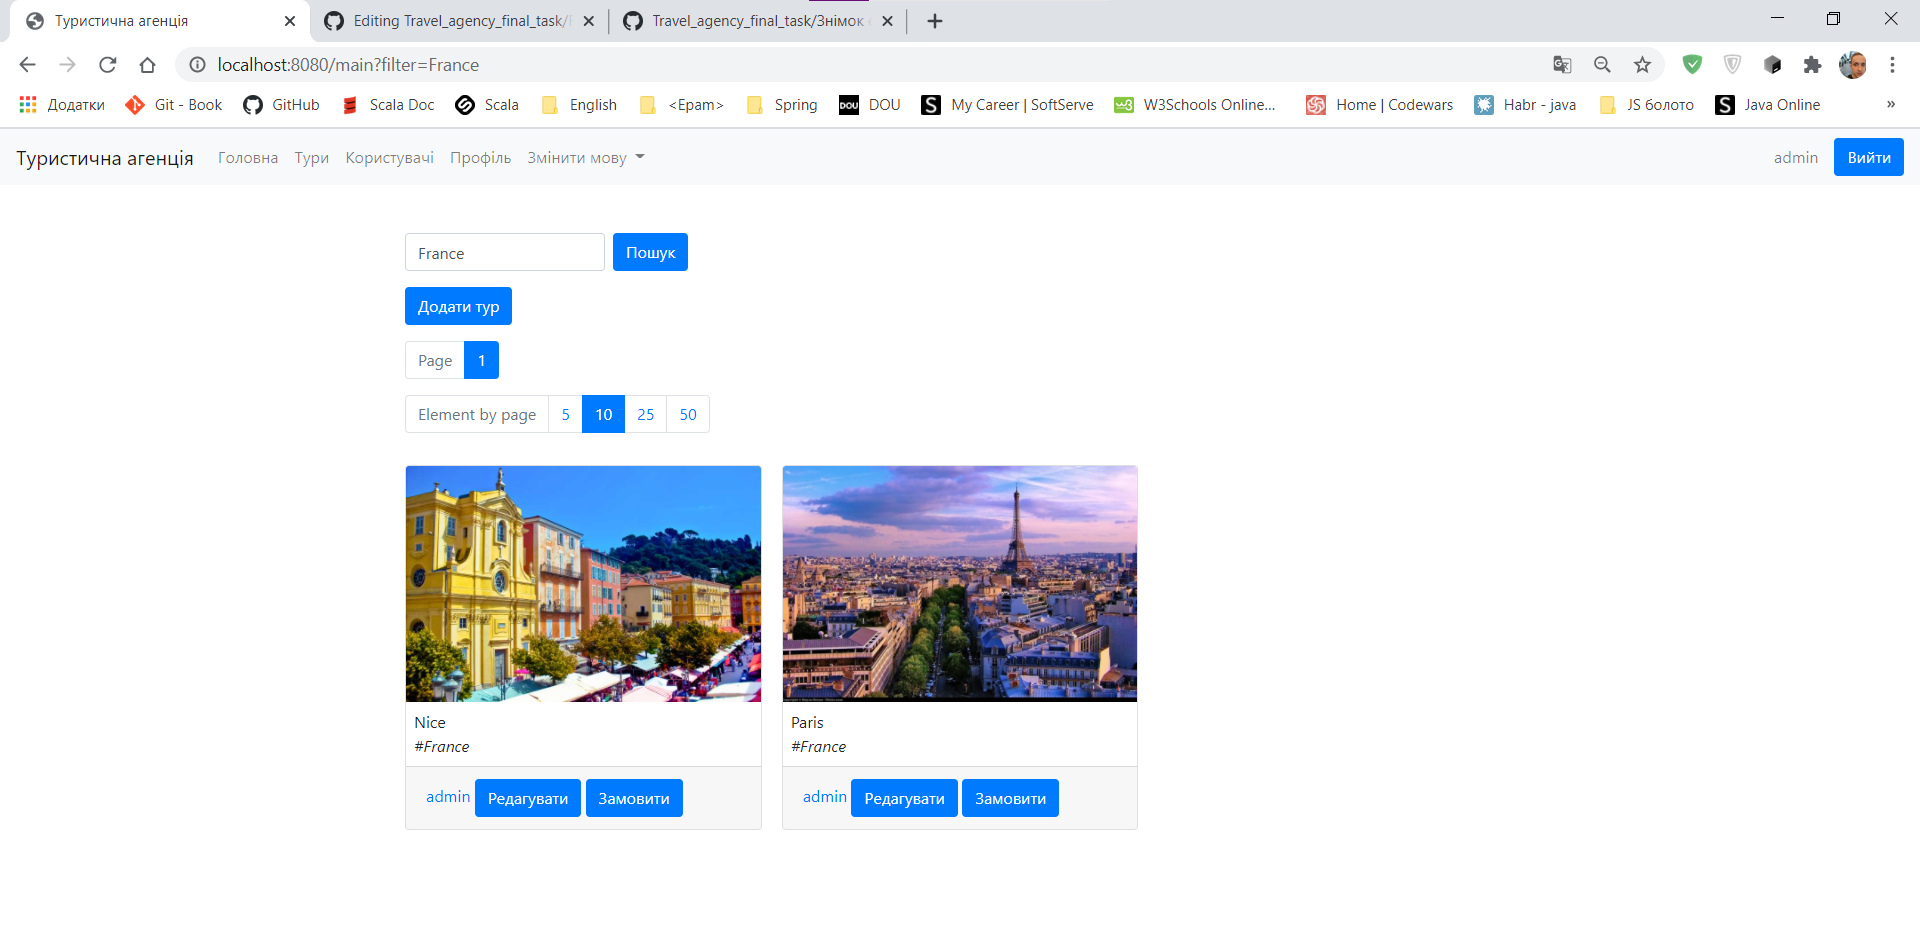 Туристична агенція
Editing Travel_agency_final_task/
Travel_agency_final_task/Знімок
localhost:8080/main?filter=France
Додатки Git - Book GitHub Scala Doc Scala English <Epam> Spring DOU DOU My Career | SoftServe W3Schools Online... Home | Codewars Habr - java JS болото Java Online »
Туристична агенція Головна Тури Користувачі Профіль Змінити мову admin Вийти
France Пошук
Додати тур
Page 1
Element by page 5 10 25 50
Nice
#France
admin Редагувати Замовити
Paris
#France
admin Редагувати Замовити